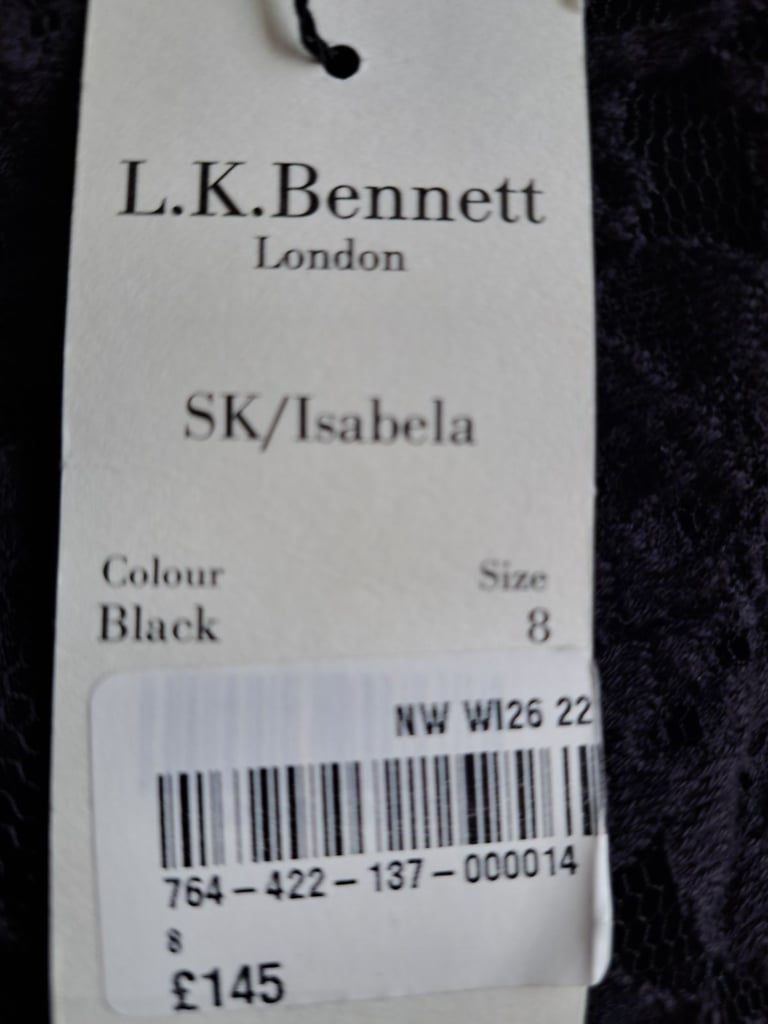 L.K.Bennett
London
SK/Isabela
Colour Size
Black 8
NW WI26 22
764-422-137-000014
8
£145